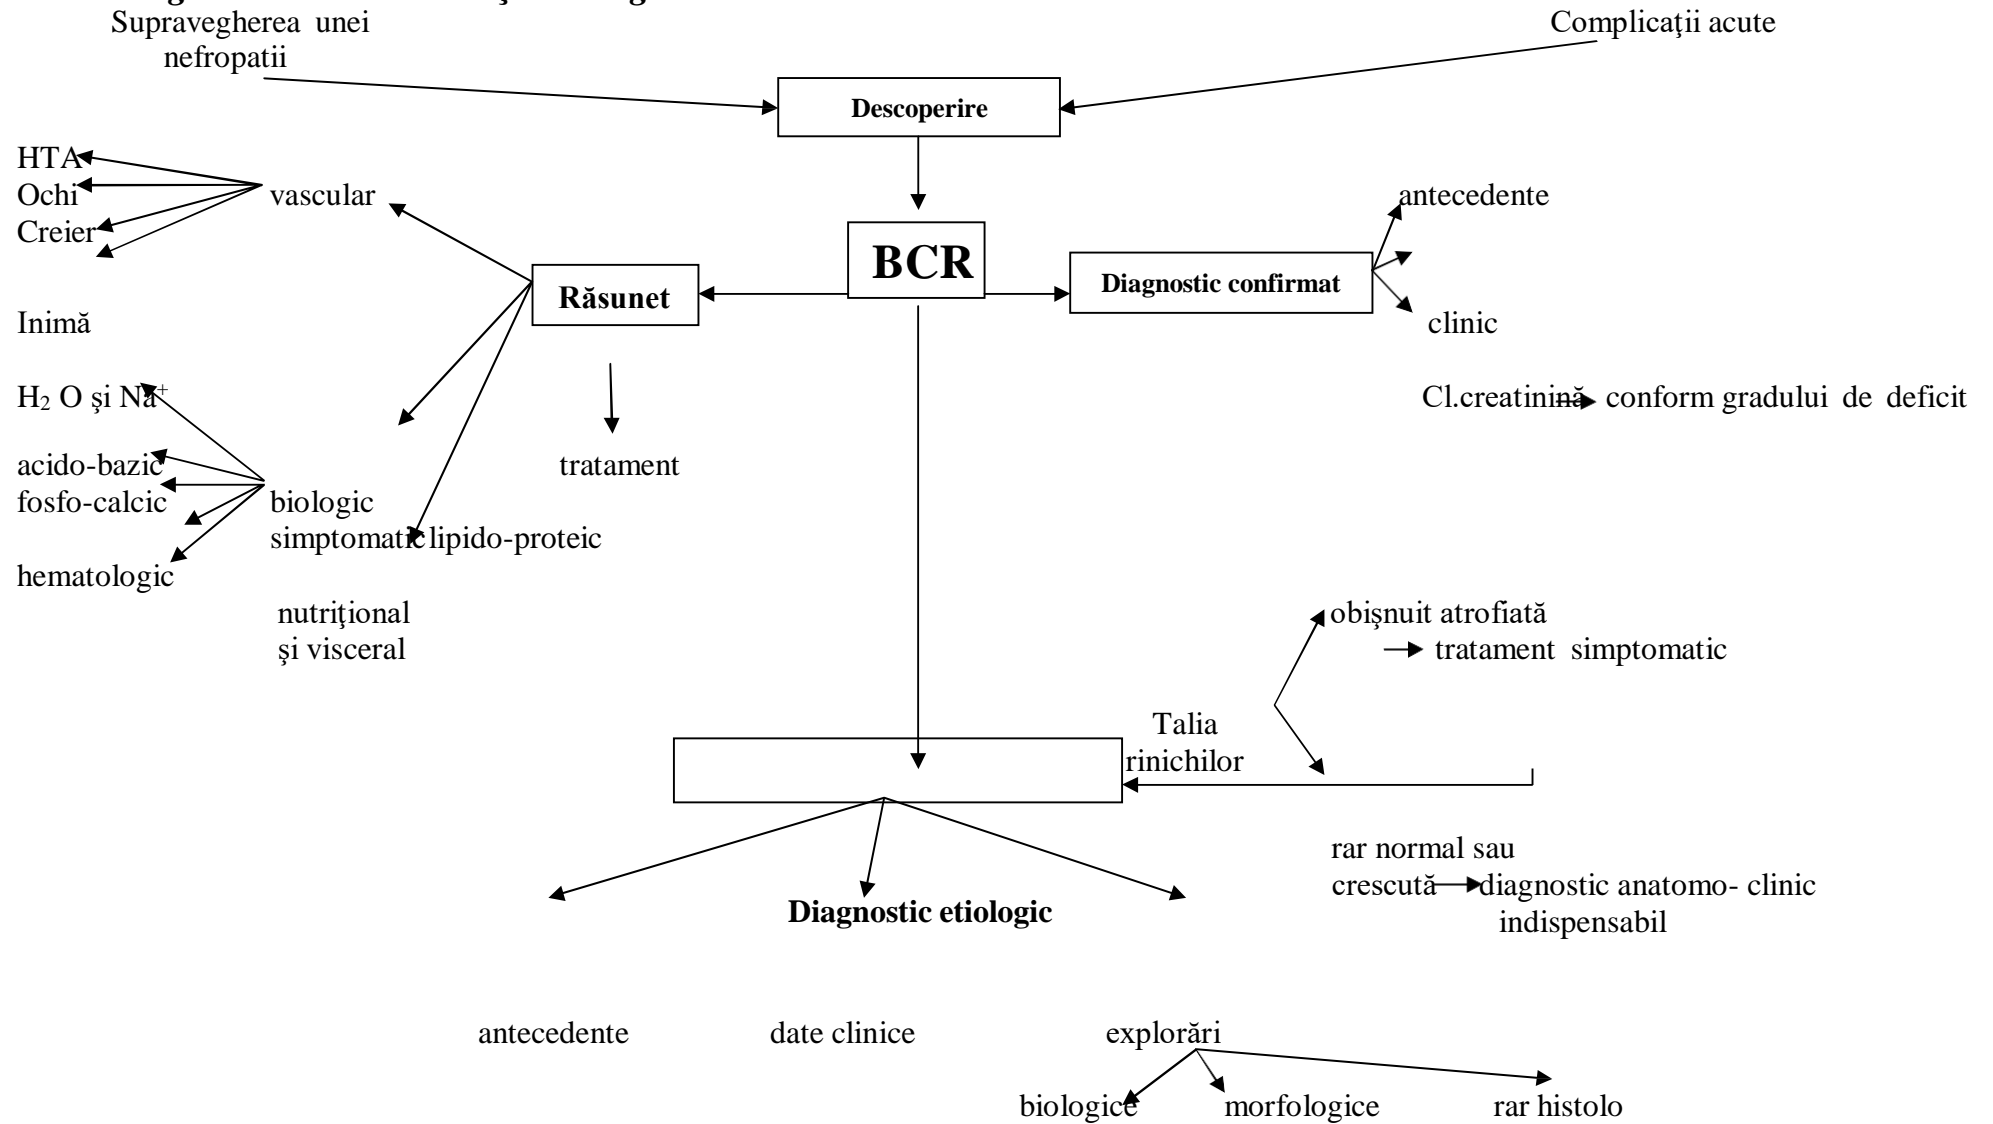 Supravegherea unei
nefropatii
Complicaţii acute
Descoperire
HTA
Ochi
Creier
vascular
BCR
antecedente
Răsunet
Diagnostic confirmat
Inimă
clinic
H2 O şi Na+
Cl.creatinină conform gradului de deficit
acido-bazic
tratament
fosfo-calcic
biologic
simptomatic lipido-proteic
hematologic
nutriţional
şi visceral
obişnuit atrofiată
tratament simptomatic
Talia
rinichilor
rar normal sau
crescută diagnostic anatomo- clinic
indispensabil
Diagnostic etiologic
antecedente
date clinice
explorări
biologice
morfologice
rar histolo